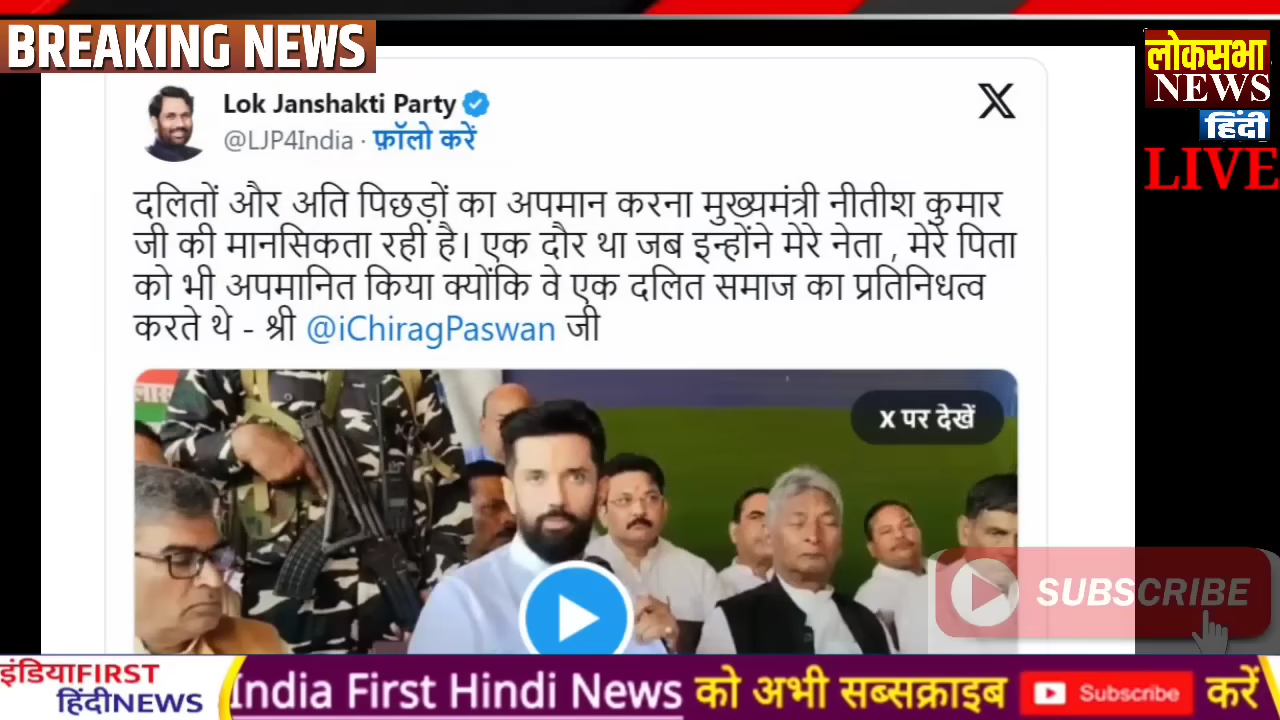 BREAKING NEWS
लोकसभा
NEWS
हिंदी
LIVE
Lok Janshakti Party
@LJP4India · फ़ॉलो करें
X
दलितों और अति पिछड़ों का अपमान करना मुख्यमंत्री नीतीश कुमार
जी की मानसिकता रही है। एक दौर था जब इन्होंने मेरे नेता , मेरे पिता
को भी अपमानित किया क्योंकि वे एक दलित समाज का प्रतिनिधत्व
करते थे - श्री @iChiragPaswan जी
X पर देखें
SUBSCRIBE
इंडियाFIRST
हिंदीNEWS
India First Hindi News को अभी सब्सक्राइब Subscribe करें